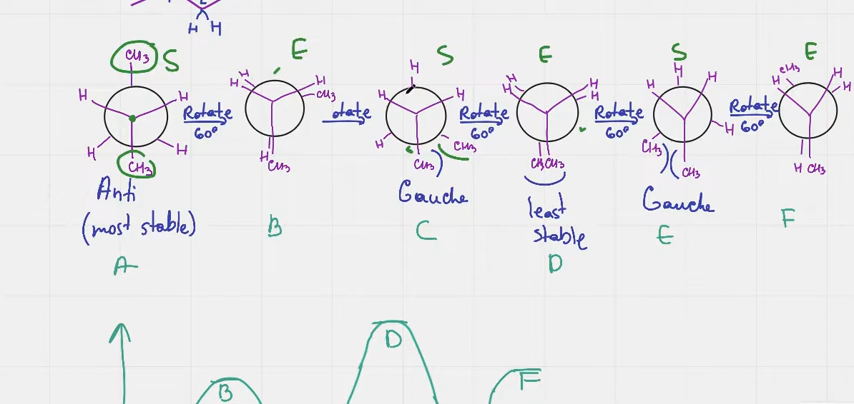 H H
CH3 S
H H
H H
CH3
Anti
(most stable)
A
Rotate
60°
E
H H
H
CH3
H CH3
B
otate
S
H
H H
CH3
CH3
Gauche
C
Rotate
60°
E
H H
H H
CH3CH3
least
stable
D
Rotate
60°
S
H
H H
H
CH3
CH3
Gauche
E
Rotate
60°
E
CH3
H
H
H
H CH3
F
B
D
F